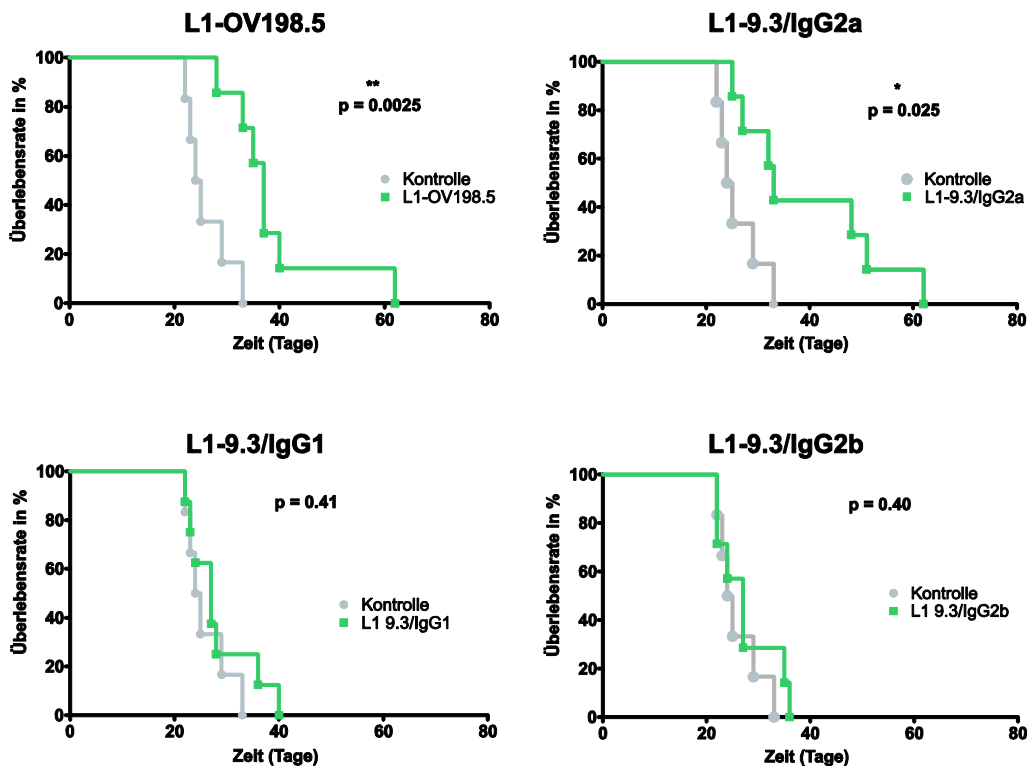 L1-OV198.5
100
80
60
40
20
0
Überlebensrate in %
**
p = 0.0025
Kontrolle
L1-OV198.5
0 20 40 60 80
Zeit (Tage)
L1-9.3/IgG2a
100
80
60
40
20
0
Überlebensrate in %
*
p = 0.025
Kontrolle
L1-9.3/IgG2a
0 20 40 60 80
Zeit (Tage)
L1-9.3/IgG1
100
80
60
40
20
0
Überlebensrate in %
p = 0.41
Kontrolle
L1 9.3/IgG1
0 20 40 60 80
Zeit (Tage)
L1-9.3/IgG2b
100
80
60
40
20
0
Überlebensrate in %
p = 0.40
Kontrolle
L1 9.3/IgG2b
0 20 40 60 80
Zeit (Tage)